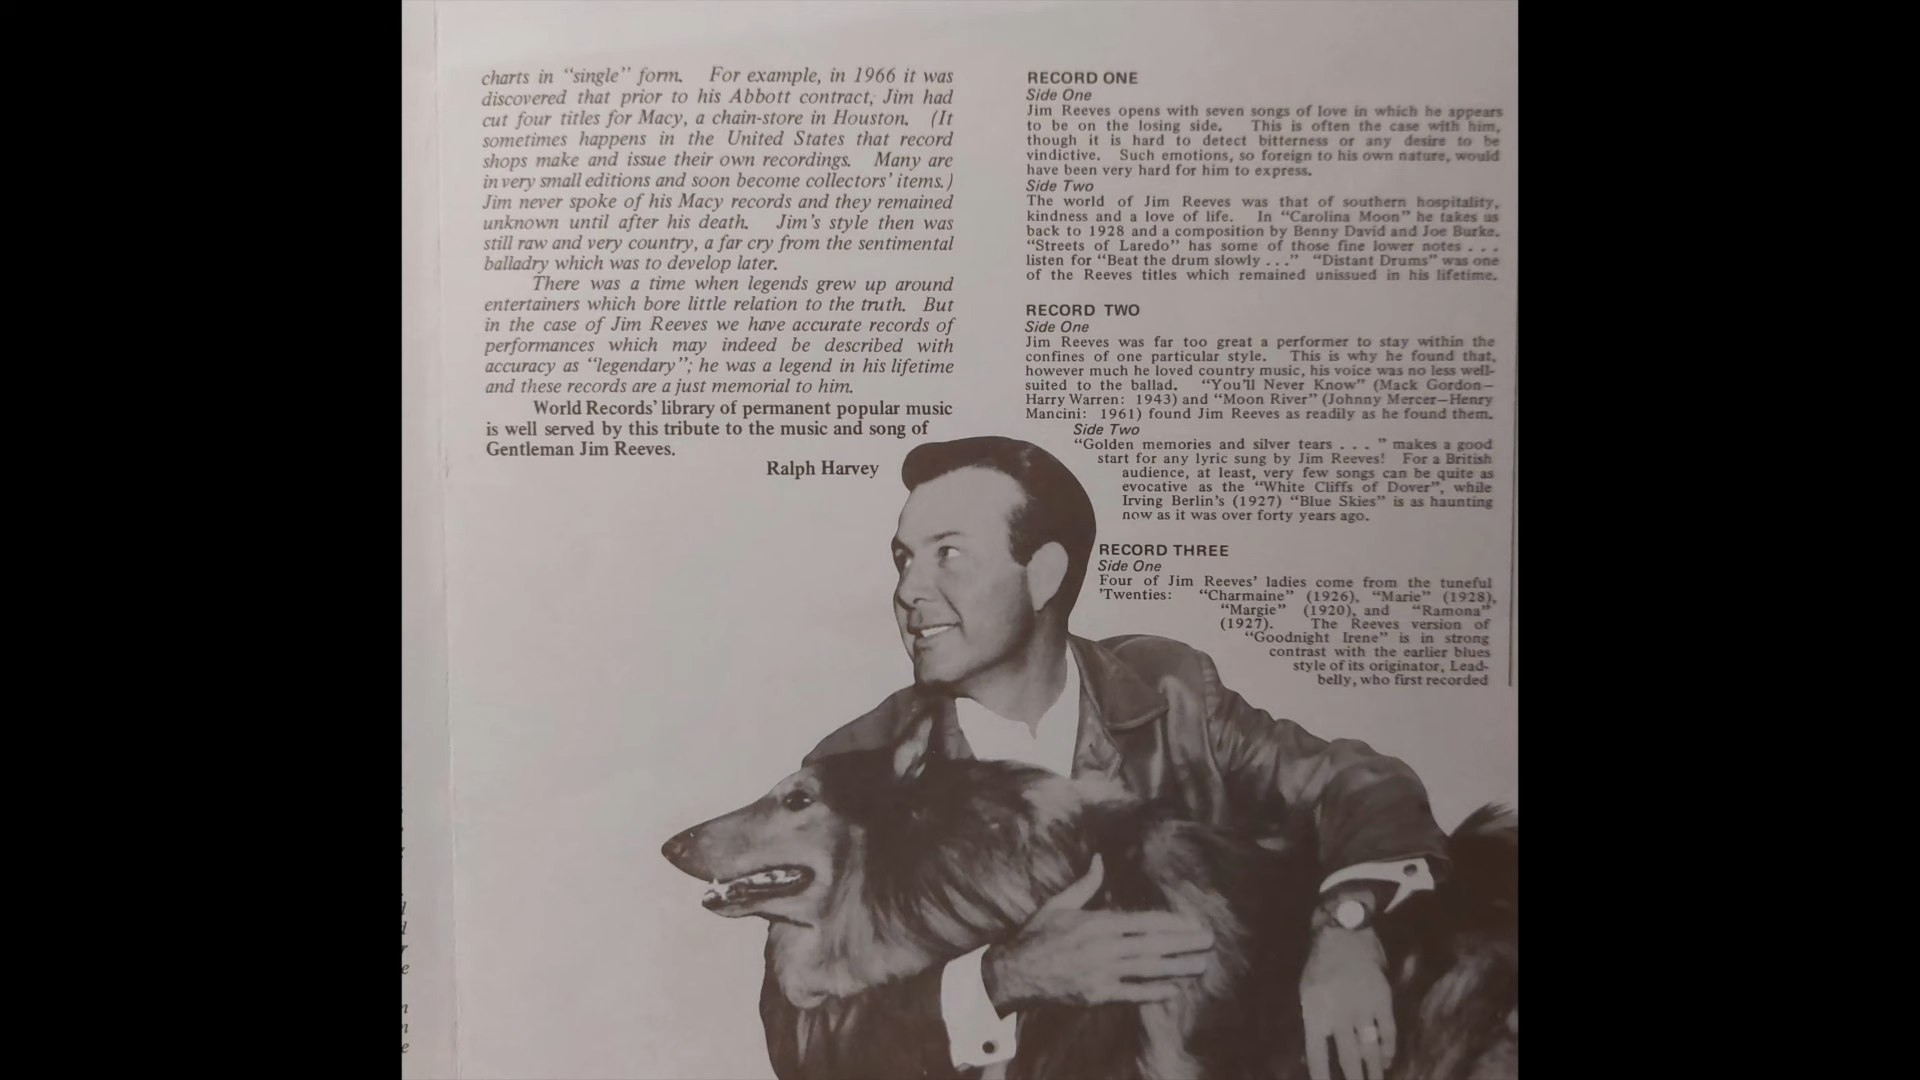 charts in “single” form. For example, in 1966 it was
discovered that prior to his Abbott contract, Jim had
cut four titles for Macy, a chain-store in Houston. (It
sometimes happens in the United States that record
shops make and issue their own recordings. Many are
in very small editions and soon become collectors’ items.)
Jim never spoke of his Macy records and they remained
unknown until after his death. Jim’s style then was
still raw and very country, a far cry from the sentimental
balladry which was to develop later.
There was a time when legends grew up around
entertainers which bore little relation to the truth. But
in the case of Jim Reeves we have accurate records of
performances which may indeed be described with
accuracy as “legendary”; he was a legend in his lifetime
and these records are a just memorial to him.
World Records’ library of permanent popular music
is well served by this tribute to the music and song of
Gentleman Jim Reeves.
Ralph Harvey
RECORD ONE
Side One
Jim Reeves opens with seven songs of love in which he appears
to be on the losing side. This is often the case with him,
though it is hard to detect bitterness or any desire to be
vindictive. Such emotions, so foreign to his own nature, would
have been very hard for him to express.
Side Two
The world of Jim Reeves was that of southern hospitality,
kindness and a love of life. In “Carolina Moon” he takes us
back to 1928 and a composition by Benny David and Joe Burke.
“Streets of Laredo” has some of those fine lower notes . . .
listen for “Beat the drum slowly . . .” “Distant Drums” was one
of the Reeves titles which remained unissued in his lifetime.
RECORD TWO
Side One
Jim Reeves was far too great a performer to stay within the
confines of one particular style. This is why he found that,
however much he loved country music, his voice was no less well-
suited to the ballad. “You’ll Never Know” (Mack Gordon—
Harry Warren: 1943) and “Moon River” (Johnny Mercer—Henry
Mancini: 1961) found Jim Reeves as readily as he found them.
Side Two
“Golden memories and silver tears . . . ” makes a good
start for any lyric sung by Jim Reeves! For a British
audience, at least, very few songs can be quite as
evocative as the “White Cliffs of Dover”, while
Irving Berlin’s (1927) “Blue Skies” is as haunting
now as it was over forty years ago.
RECORD THREE
Side One
Four of Jim Reeves’ ladies come from the tuneful
’Twenties: “Charmaine” (1926), “Marie” (1928),
“Margie” (1920), and “Ramona”
(1927). The Reeves version of
“Goodnight Irene” is in strong
contrast with the earlier blues
style of its originator, Lead-
belly, who first recorded